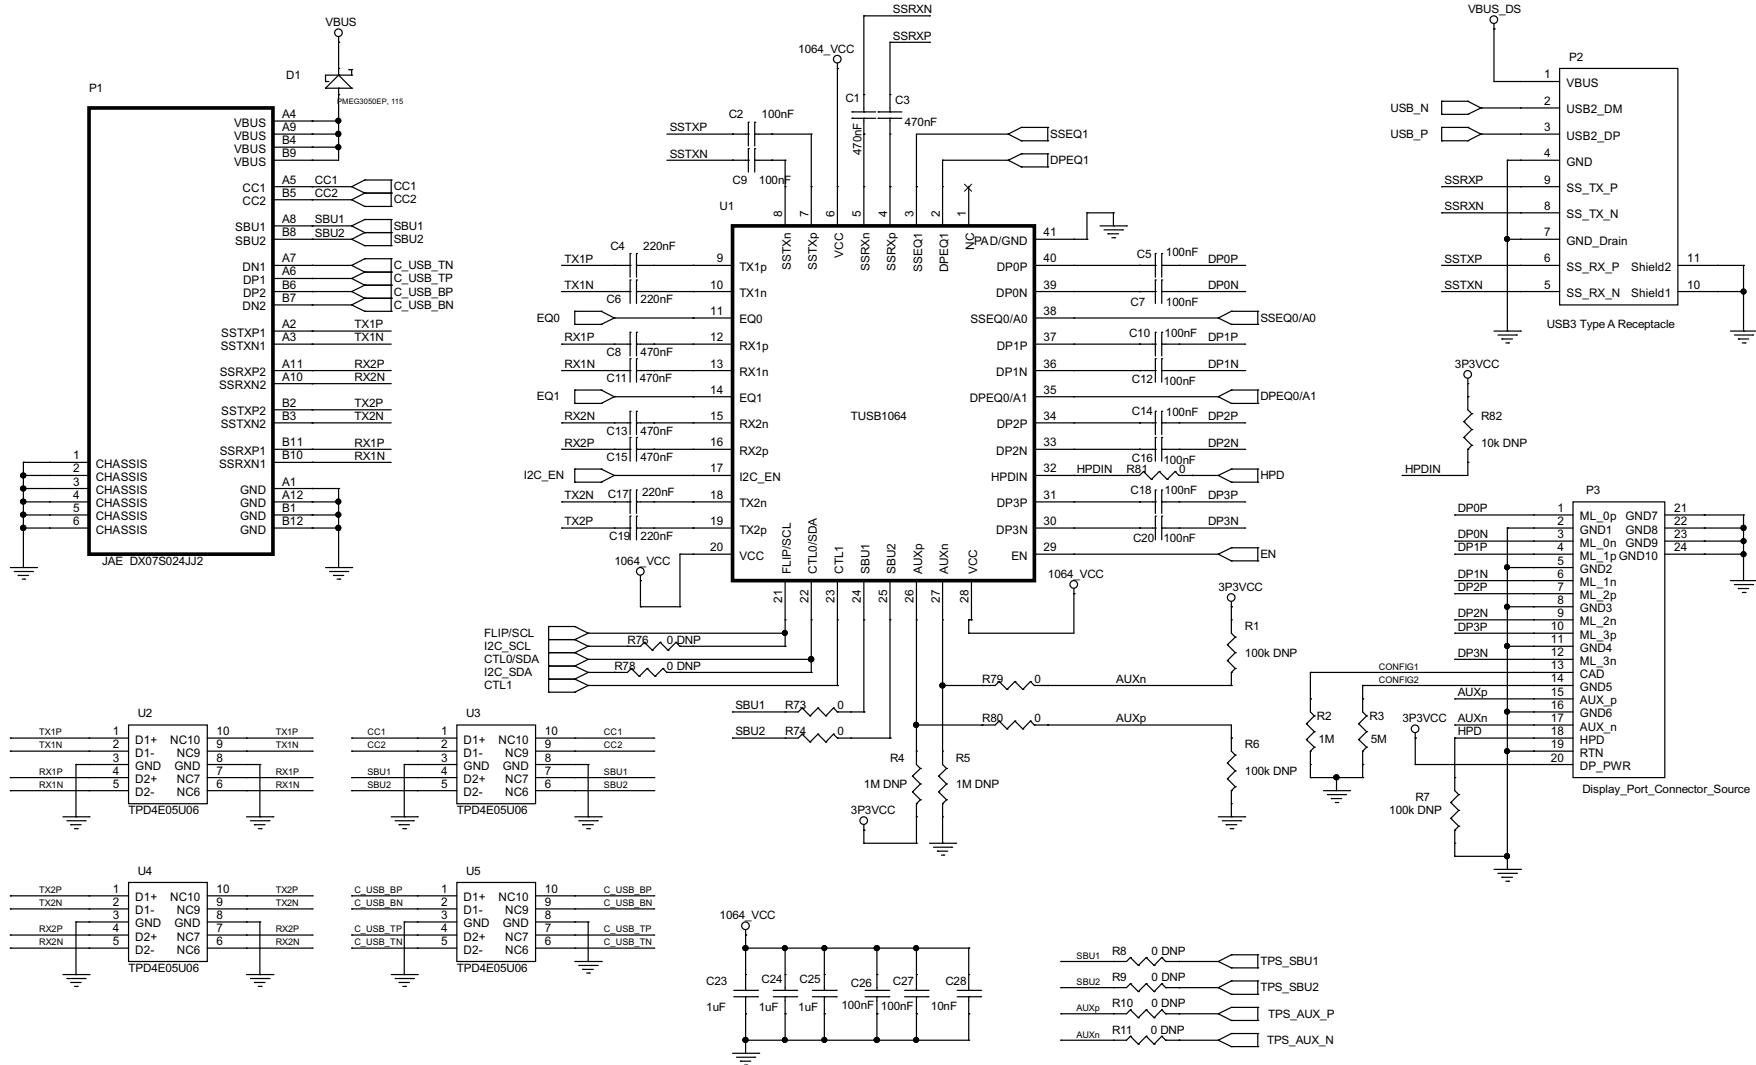 VBUS
D1
PMEG3050EP, 115
P1
VBUS A4
VBUS A9
VBUS B4
VBUS B9
CC1 A5 CC1 CC1
CC2 B5 CC2 CC2
SBU1 A8 SBU1 SBU1
SBU2 B8 SBU2 SBU2
DN1 A7 C_USB_TN
DP1 A6 C_USB_TP
DP2 B6 C_USB_BP
DN2 B7 C_USB_BN
SSTXP1 A2 TX1P
SSTXN1 A3 TX1N
SSRXP2 A11 RX2P
SSRXN2 A10 RX2N
SSTXP2 B2 TX2P
SSTXN2 B3 TX2N
SSRXP1 B11 RX1P
SSRXN1 B10 RX1N
1 CHASSIS
2 CHASSIS
3 CHASSIS
4 CHASSIS
5 CHASSIS
6 CHASSIS
GND A1
GND A12
GND B1
GND B12
JAE DX07S024JJ2
SSRXN
SSRXP
1064_VCC
C1 470nF
C3 470nF
SSTXP C2 100nF
SSTXN C9 100nF
SSEQ1
DPEQ1
U1
8 7 6 5 4 3 2 1
SSTXn SSTXp VCC SSRXn SSRXp SSEQ1 DPEQ1 NC
PAD/GND 41
TX1P C4 220nF 9 TX1p
TX1N C6 220nF 10 TX1n
EQ0 11 EQ0
RX1P C8 470nF 12 RX1p
RX1N C11 470nF 13 RX1n
EQ1 14 EQ1
RX2N C13 470nF 15 RX2n
RX2P C15 470nF 16 RX2p
I2C_EN 17 I2C_EN
TX2N C17 220nF 18 TX2n
TX2P C19 220nF 19 TX2p
1064_VCC 20 VCC
TUSB1064
DP0P 40 C5 100nF DP0P
DP0N 39 C7 100nF DP0N
SSEQ0/A0 38 SSEQ0/A0
DP1P 37 C10 100nF DP1P
DP1N 36 C12 100nF DP1N
DPEQ0/A1 35 DPEQ0/A1
DP2P 34 C14 100nF DP2P
DP2N 33 C16 100nF DP2N
HPDIN 32 HPDIN R81 0 HPD
DP3P 31 C18 100nF DP3P
DP3N 30 C20 100nF DP3N
EN 29 EN
FLIP/SCL CTL0/SDA CTL1 SBU1 SBU2 AUXp AUXn VCC
21 22 23 24 25 26 27 28
1064_VCC
FLIP/SCL
I2C_SCL R76 0 DNP
CTL0/SDA
I2C_SDA R78 0 DNP
CTL1
SBU1 R73 0
SBU2 R74 0
R79 0 AUXn
R80 0 AUXp
3P3VCC
R1
100k DNP
R6
100k DNP
R4
1M DNP
R5
1M DNP
3P3VCC
VBUS_DS
P2
1 VBUS
USB_N 2 USB2_DM
USB_P 3 USB2_DP
4 GND
SSRXP 9 SS_TX_P
SSRXN 8 SS_TX_N
7 GND_Drain
SSTXP 6 SS_RX_P Shield2 11
SSTXN 5 SS_RX_N Shield1 10
USB3 Type A Receptacle
3P3VCC
R82
10k DNP
HPDIN
P3
DP0P 1 ML_0p GND7 21
2 GND1 GND8 22
DP0N 3 ML_0n GND9 23
DP1P 4 ML_1p GND10 24
5 GND2
DP1N 6 ML_1n
DP2P 7 ML_2p
8 GND3
DP2N 9 ML_2n
DP3P 10 ML_3p
11 GND4
DP3N 12 ML_3n
CONFIG1 13 CAD
CONFIG2 14 GND5
AUXp 15 AUX_p
16 GND6
AUXn 17 AUX_n
HPD 18 HPD
19 RTN
20 DP_PWR
Display_Port_Connector_Source
R2
1M
R3
5M
3P3VCC
R7
100k DNP
U2
TX1P 1 D1+ NC10 10 TX1P
TX1N 2 D1- NC9 9 TX1N
3 GND GND 8
RX1P 4 D2+ NC7 7 RX1P
RX1N 5 D2- NC6 6 RX1N
TPD4E05U06
U3
CC1 1 D1+ NC10 10 CC1
CC2 2 D1- NC9 9 CC2
3 GND GND 8
SBU1 4 D2+ NC7 7 SBU1
SBU2 5 D2- NC6 6 SBU2
TPD4E05U06
U4
TX2P 1 D1+ NC10 10 TX2P
TX2N 2 D1- NC9 9 TX2N
3 GND GND 8
RX2P 4 D2+ NC7 7 RX2P
RX2N 5 D2- NC6 6 RX2N
TPD4E05U06
U5
C_USB_BP 1 D1+ NC10 10 C_USB_BP
C_USB_BN 2 D1- NC9 9 C_USB_BN
3 GND GND 8
C_USB_TP 4 D2+ NC7 7 C_USB_TP
C_USB_TN 5 D2- NC6 6 C_USB_TN
TPD4E05U06
1064_VCC
C23 C24 C25 C26 C27 C28
1uF 1uF 1uF 100nF 100nF 10nF
SBU1 R8 0 DNP TPS_SBU1
SBU2 R9 0 DNP TPS_SBU2
AUXp R10 0 DNP TPS_AUX_P
AUXn R11 0 DNP TPS_AUX_N